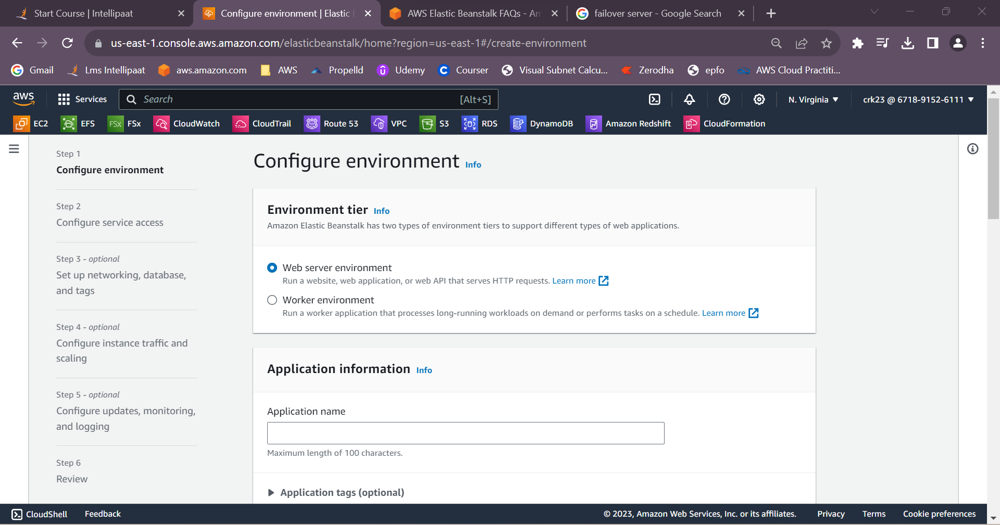 Start Course | Intellipaat
Configure environment | Elastic
AWS Elastic Beanstalk FAQs - Am
failover server - Google Search
us-east-1.console.aws.amazon.com/elasticbeanstalk/home?region=us-east-1#/create-environment
Gmail
Lms Intellipaat
aws.amazon.com
AWS
Propelld
Udemy
Courser
Visual Subnet Calcu...
Zerodha
epfo
AWS Cloud Practiti...
aws
Services
Search
[Alt+S]
N. Virginia
crk23 @ 6718-9152-6111
EC2
EFS
FSx
FSx
CloudWatch
CloudTrail
53
Route 53
VPC
S3
RDS
DynamoDB
Amazon Redshift
CloudFormation
Step 1
Configure environment
Step 2
Configure service access
Step 3 - optional
Set up networking, database,
and tags
Step 4 - optional
Configure instance traffic and
scaling
Step 5 - optional
Configure updates, monitoring,
and logging
Step 6
Review
Configure environment Info
Environment tier Info
Amazon Elastic Beanstalk has two types of environment tiers to support different types of web applications.
Web server environment
Run a website, web application, or web API that serves HTTP requests. Learn more
Worker environment
Run a worker application that processes long-running workloads on demand or performs tasks on a schedule. Learn more
Application information Info
Application name
Maximum length of 100 characters.
Application tags (optional)
CloudShell
Feedback
© 2023, Amazon Web Services, Inc. or its affiliates.
Privacy
Terms
Cookie preferences